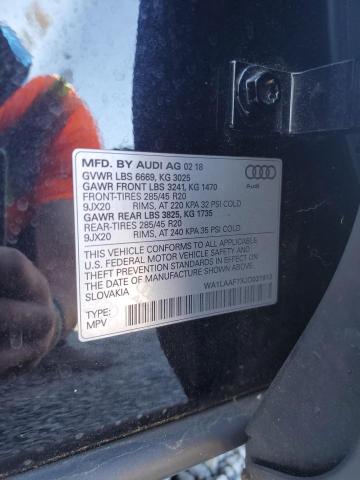 MFD. BY AUDI AG 02 18
GVWR LBS 6669, KG 3025
GAWR FRONT LBS 3241, KG 1470
FRONT-TIRES 285/45 R20
9JX20 RIMS, AT 220 KPA 32 PSI COLD
GAWR REAR LBS 3825, KG 1735
REAR-TIRES 285/45 R20
9JX20 RIMS, AT 240 KPA 35 PSI COLD
THIS VEHICLE CONFORMS TO ALL APPLICABLE
U.S. FEDERAL MOTOR VEHICLE SAFETY AND
THEFT PREVENTION STANDARDS IN EFFECT ON
THE DATE OF MANUFACTURE SHOWN ABOVE.
SLOVAKIA
TYPE:
MPV
Audi